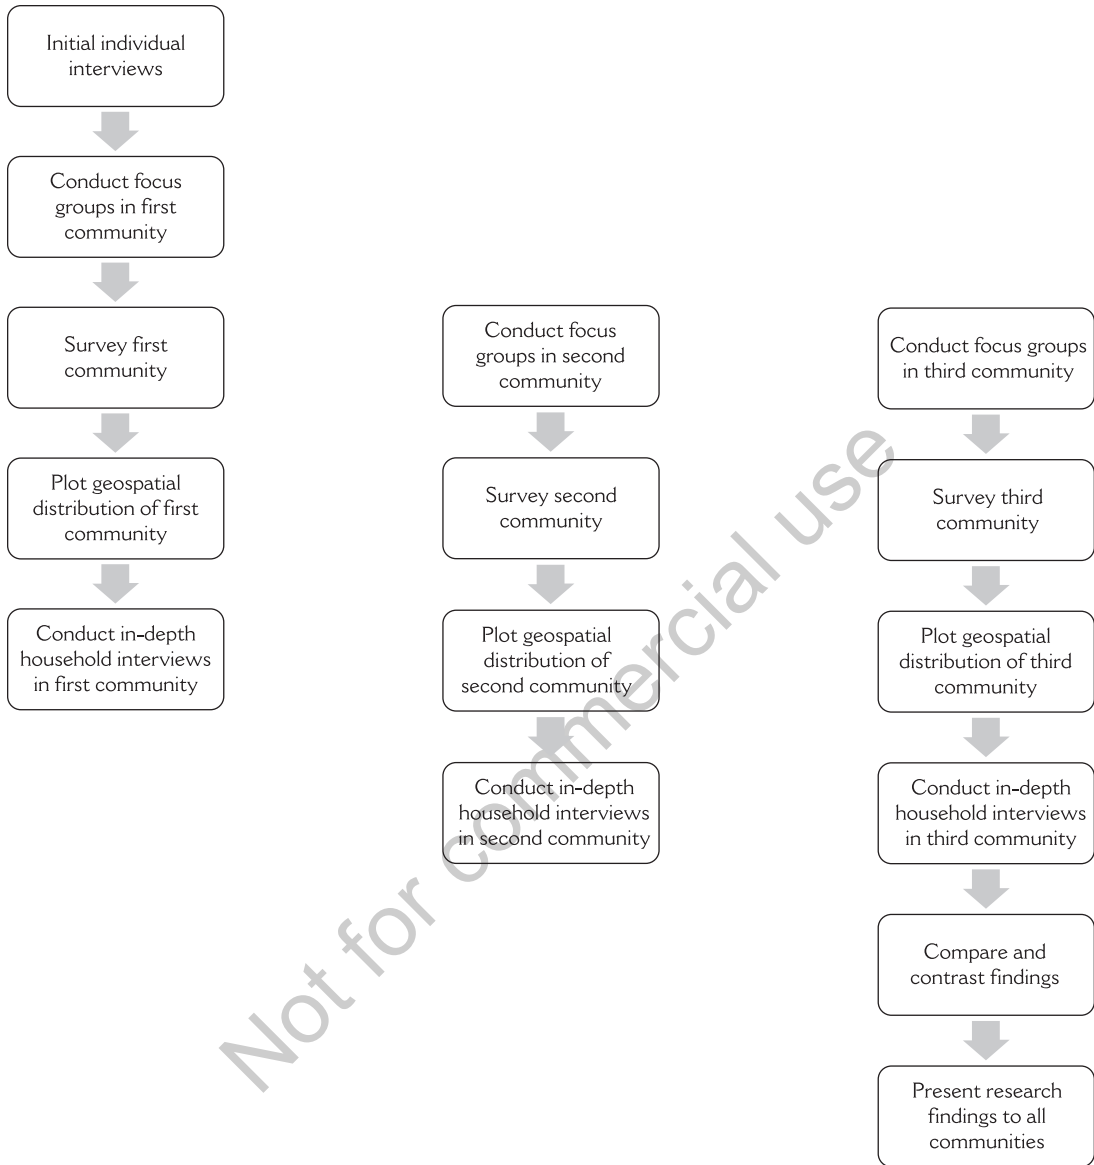 Initial individual
interviews
Conduct focus
groups in first
community
Survey first
community
Plot geospatial
distribution of first
community
Conduct in-depth
household interviews
in first community
Conduct focus
groups in second
community
Survey second
community
Plot geospatial
distribution of
second community
Conduct in-depth
household interviews
in second community
Conduct focus groups
in third community
Survey third
community
Plot geospatial
distribution of third
community
Conduct in-depth
household interviews
in third community
Compare and
contrast findings
Present research
findings to all
communities
Not for commercial use